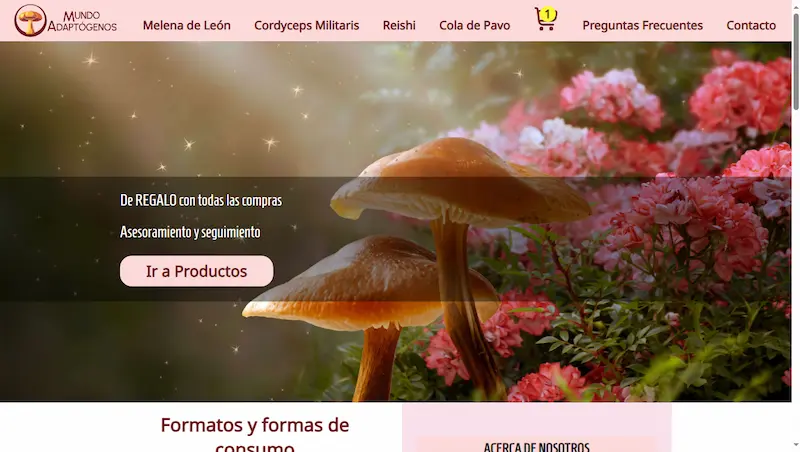 Mundo
Adaptógenos
Melena de León
Cordyceps Militaris
Reishi
Cola de Pavo
1
Preguntas Frecuentes
Contacto
De REGALO con todas las compras
Asesoramiento y seguimiento
Ir a Productos
Formatos y formas de
consumo
ACERCA DE NOSOTROS